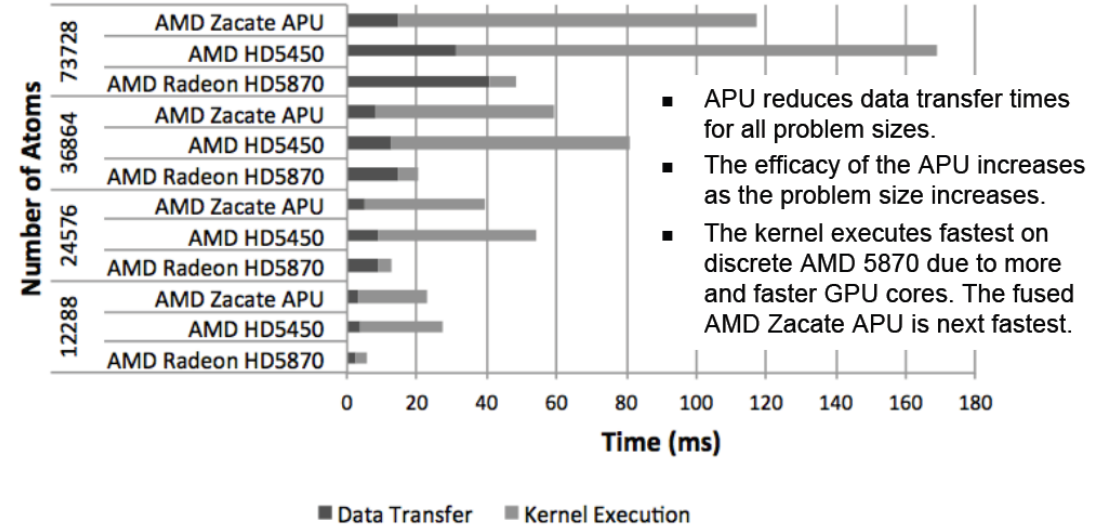 Number of Atoms
73728
AMD Zacate APU
AMD HD5450
AMD Radeon HD5870
36864
AMD Zacate APU
AMD HD5450
AMD Radeon HD5870
24576
AMD Zacate APU
AMD HD5450
AMD Radeon HD5870
12288
AMD Zacate APU
AMD HD5450
AMD Radeon HD5870
0 20 40 60 80 100 120 140 160 180
Time (ms)
Data Transfer Kernel Execution
▪ APU reduces data transfer times
for all problem sizes.
▪ The efficacy of the APU increases
as the problem size increases.
▪ The kernel executes fastest on
discrete AMD 5870 due to more
and faster GPU cores. The fused
AMD Zacate APU is next fastest.